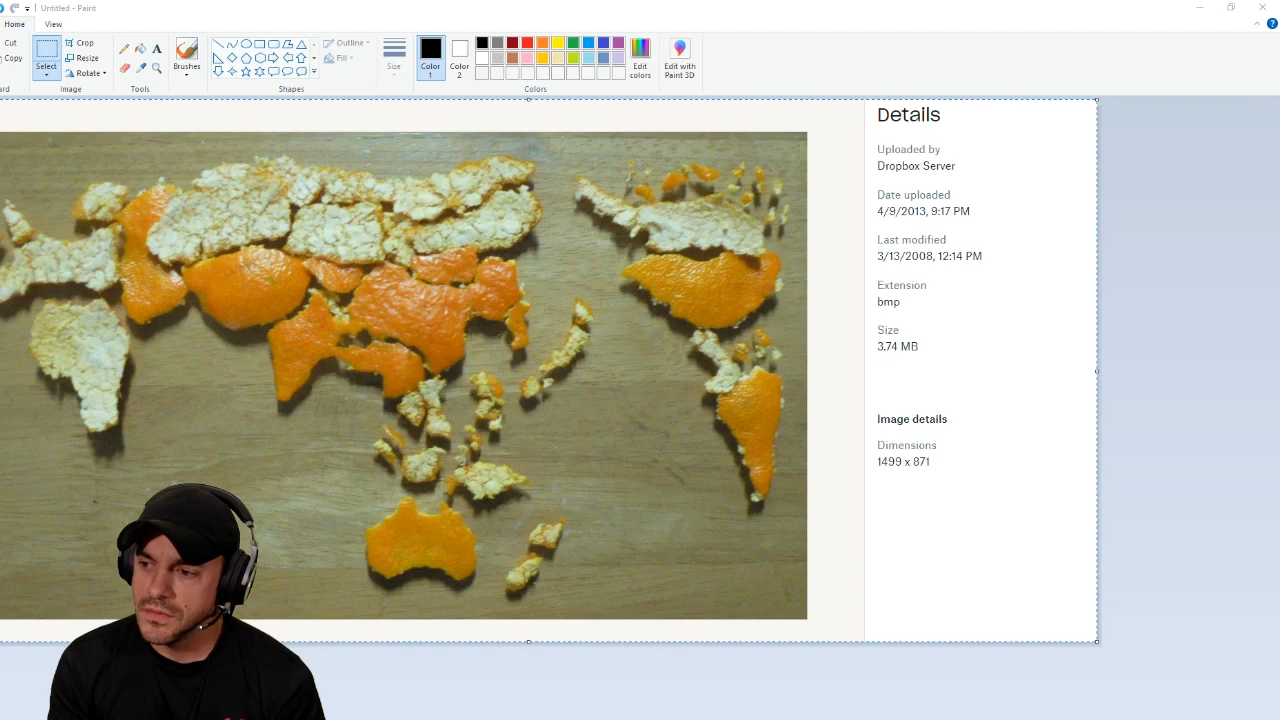 Untitled - Paint
Home View
Cut
Copy
Select
Crop
Resize
Rotate
A
Brushes
Outline
Fill
Size
Color
1
Color
2
Edit
colors
Edit with
Paint 3D
ard
Image
Tools
Shapes
Colors
Details
Uploaded by
Dropbox Server
Date uploaded
4/9/2013, 9:17 PM
Last modified
3/13/2008, 12:14 PM
Extension
bmp
Size
3.74 MB
Image details
Dimensions
1499 x 871